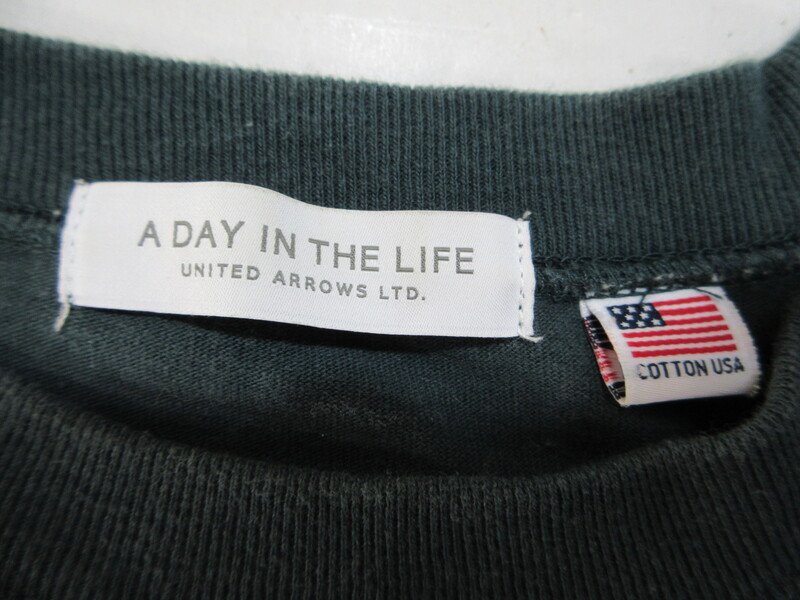 A DAY IN THE LIFE
UNITED ARROWS LTD.
COTTON USA